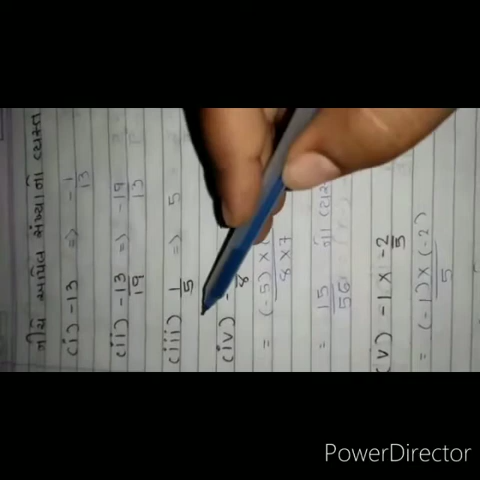 નીચે આપેલ સંખ્યાનો વ્યસ્ત
(i) -13 => -1/13
(ii) -13/19 => -19/13
(iii) 1/5 => 5
(iv) - 8
= (-5) × / 8 × 7
= 15/56 નો
(v) -1 × -2/5
= (-1) × (-2) / 5
PowerDirector